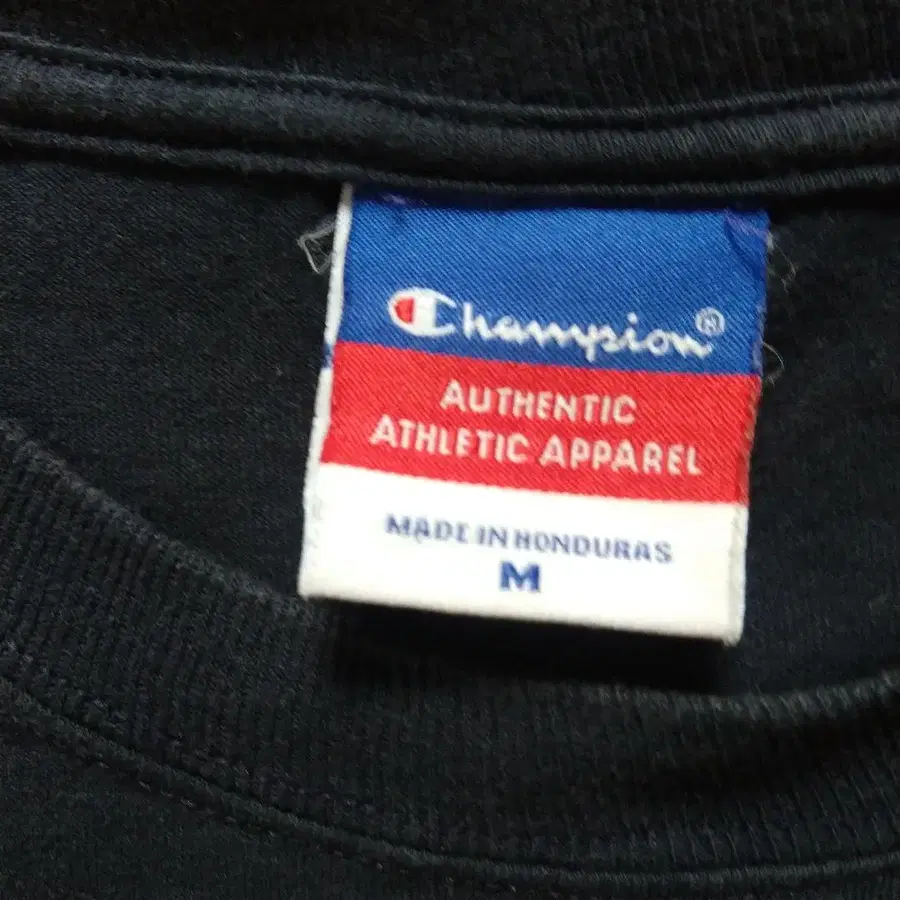 Champion®
AUTHENTIC
ATHLETIC APPAREL
MADE IN HONDURAS
M